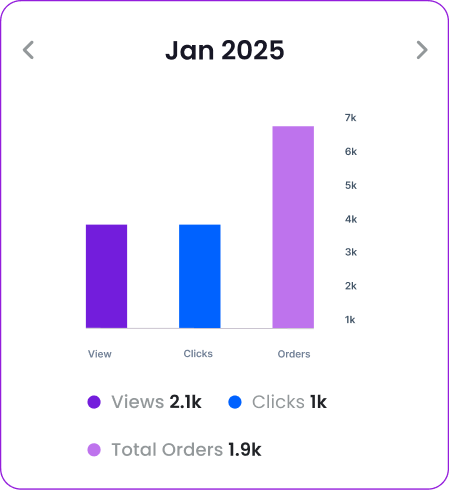 Jan 2025
7k
6k
5k
4k
3k
2k
1k
View Clicks Orders
Views 2.1k Clicks 1k
Total Orders 1.9k